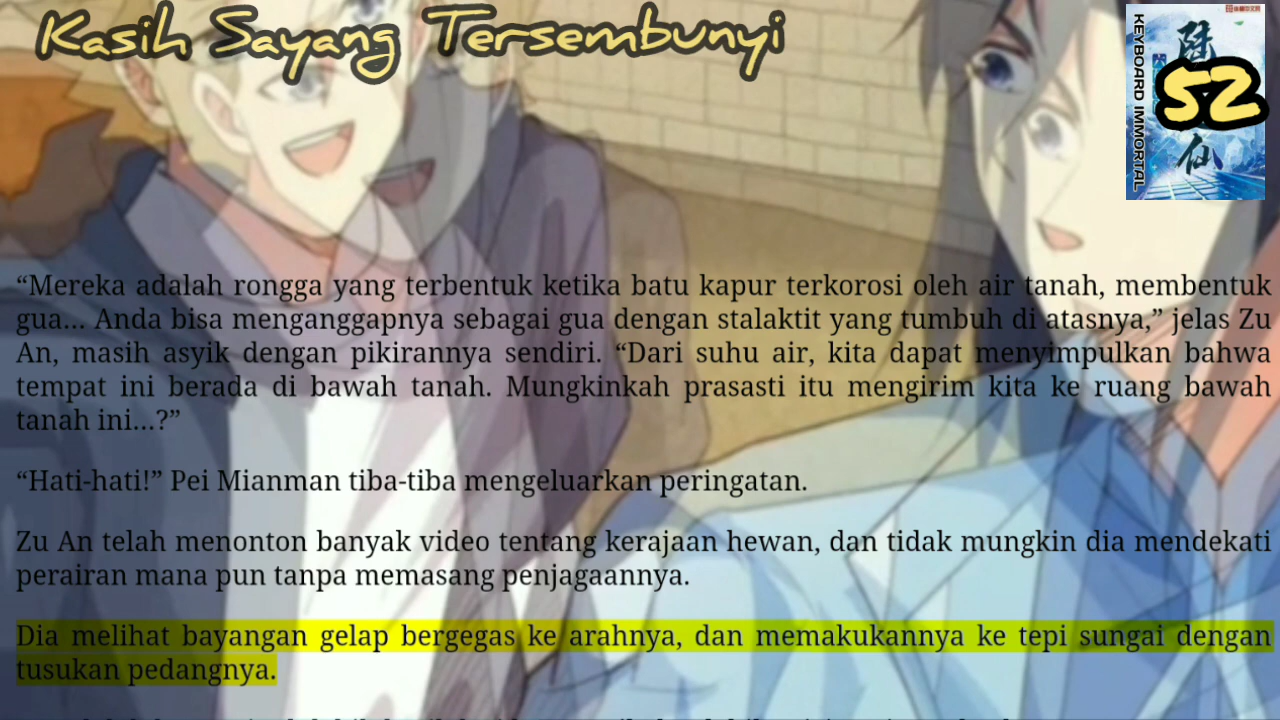 Kasih Sayang Tersembunyi
KEYBOARD IMMORTAL
52
仙
“Mereka adalah rongga yang terbentuk ketika batu kapur terkorosi oleh air tanah, membentuk
gua… Anda bisa menganggapnya sebagai gua dengan stalaktit yang tumbuh di atasnya,” jelas Zu
An, masih asyik dengan pikirannya sendiri. “Dari suhu air, kita dapat menyimpulkan bahwa
tempat ini berada di bawah tanah. Mungkinkah prasasti itu mengirim kita ke ruang bawah
tanah ini…?”
“Hati-hati!” Pei Mianman tiba-tiba mengeluarkan peringatan.
Zu An telah menonton banyak video tentang kerajaan hewan, dan tidak mungkin dia mendekati
perairan mana pun tanpa memasang penjagaannya.
Dia melihat bayangan gelap bergegas ke arahnya, dan memakukannya ke tepi sungai dengan
tusukan pedangnya.